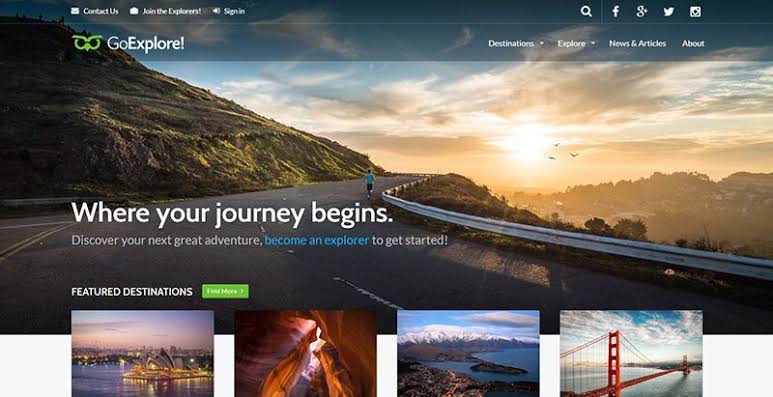 Contact Us Join the Explorers! Sign in
GoExplore!
Destinations Explore News & Articles About
Where your journey begins.
Discover your next great adventure, become an explorer to get started!
FEATURED DESTINATIONS Find More